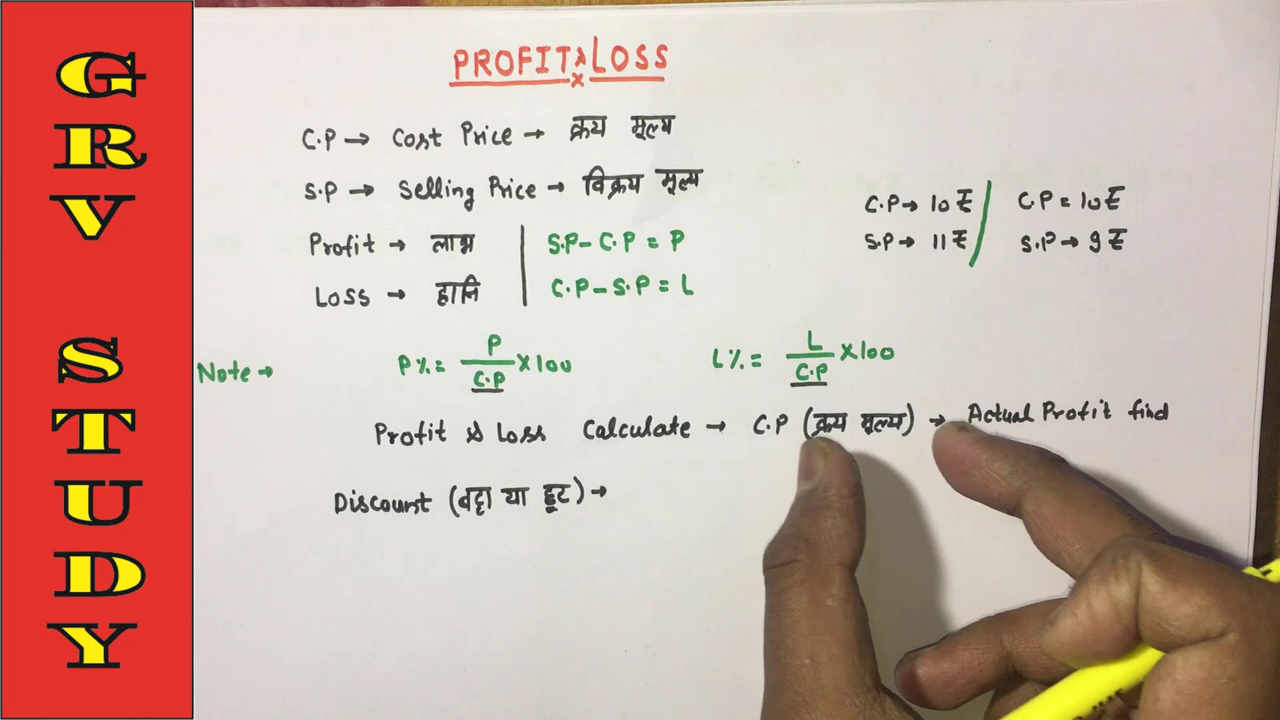 GRV STUDY
PROFIT & LOSS
C.P → Cost Price → क्रय मूल्य
S.P → Selling Price → विक्रय मूल्य
Profit → लाभ | S.P - C.P = P
Loss → हानि | C.P - S.P = L
C.P → 10 ₹ / C.P = 10 ₹
S.P → 11 ₹ / S.P → 9 ₹
Note → P% = P/C.P × 100 L% = L/C.P × 100
Profit & Loss Calculate → C.P (क्रय मूल्य) → Actual Profit find
Discount (बट्टा या छूट) →